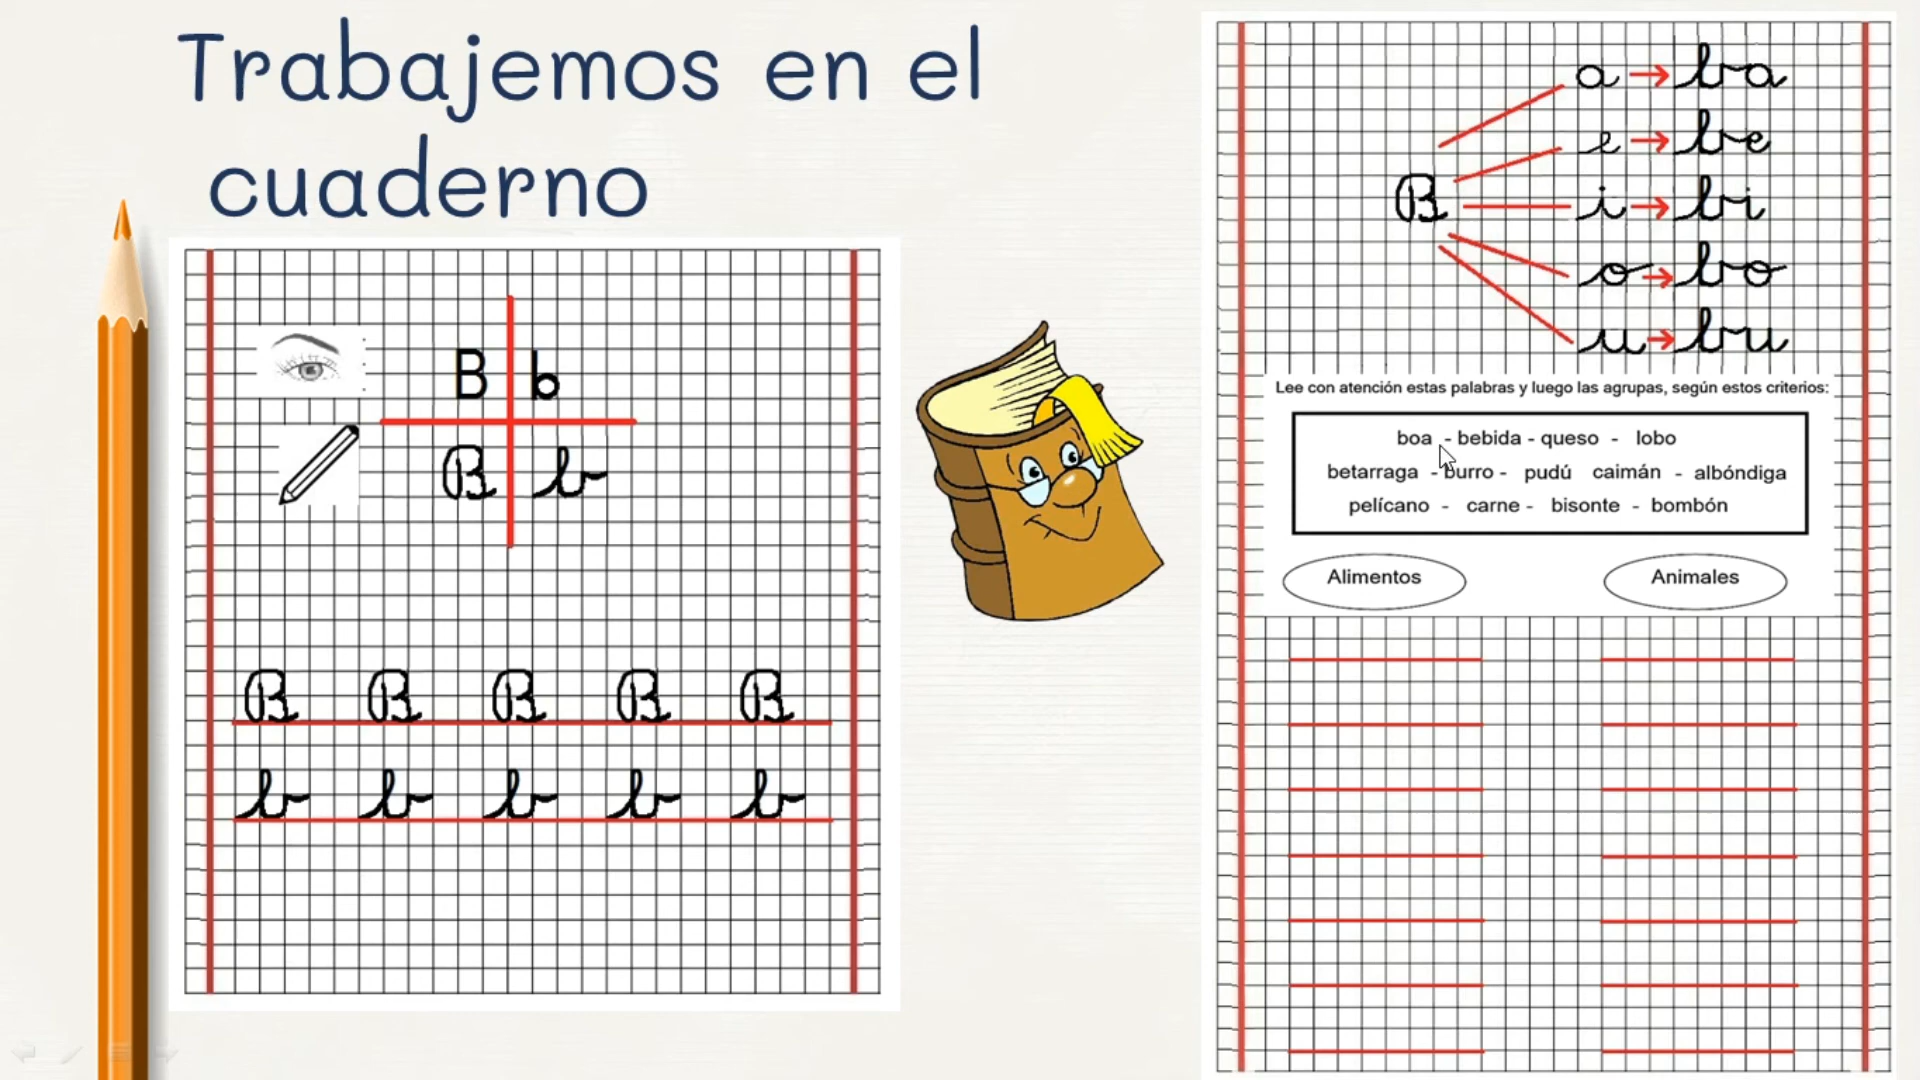 Trabajemos en el
cuaderno
B b
B b
B B B B B
b b b b b
a → ba
e → be
B i → bi
o → bo
u → bu
Lee con atención estas palabras y luego las agrupas, según estos criterios:
boa - bebida - queso - lobo
betarraga - burro - pudú caimán - albóndiga
pelícano - carne - bisonte - bombón
Alimentos Animales